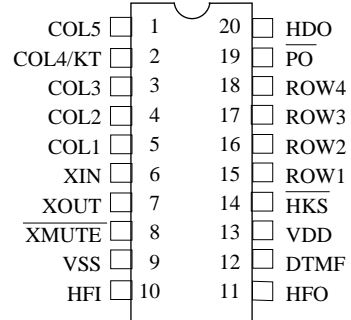 COL5 1 20 HDO
COL4/KT 2 19 PO
COL3 3 18 ROW4
COL2 4 17 ROW3
COL1 5 16 ROW2
XIN 6 15 ROW1
XOUT 7 14 HKS
XMUTE 8 13 VDD
VSS 9 12 DTMF
HFI 10 11 HFO